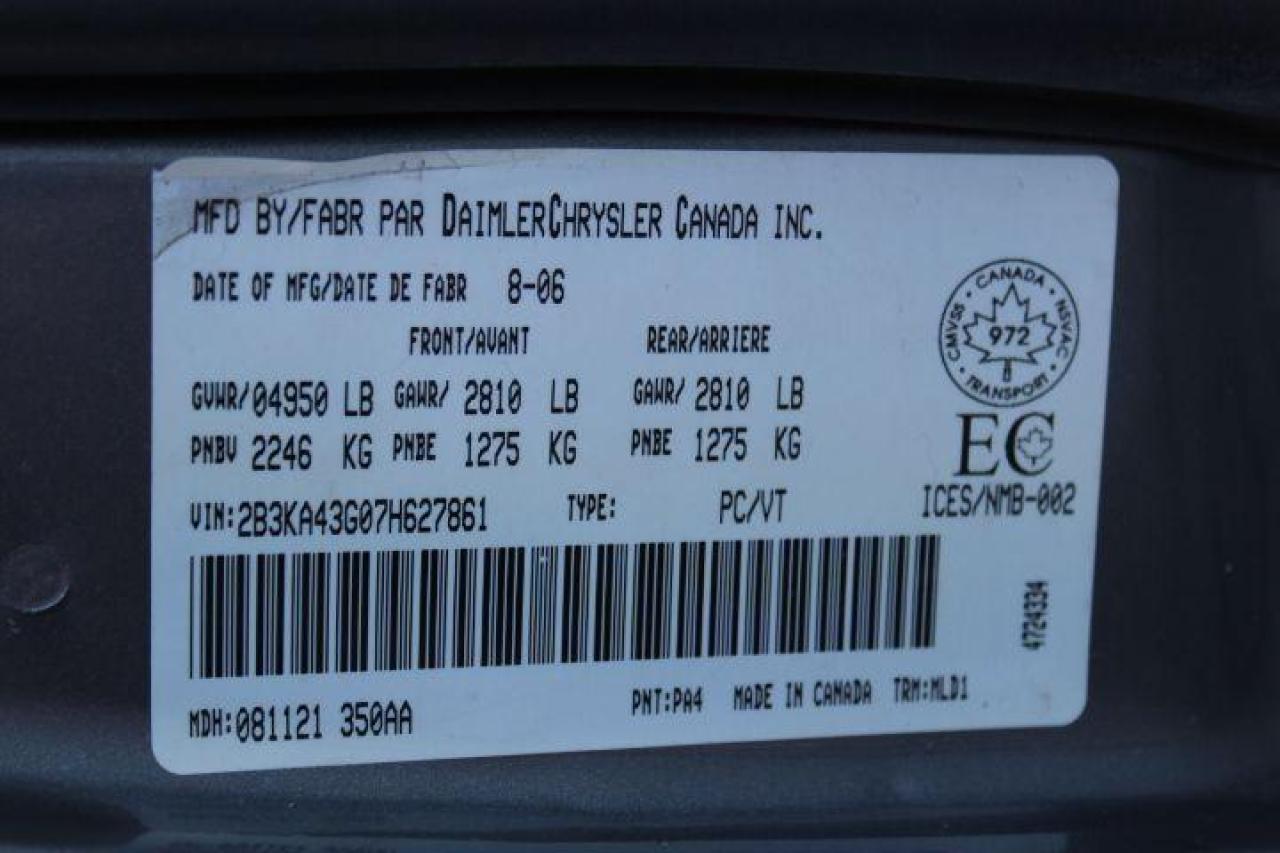 MFD BY/FABR PAR DAIMLERCHRYSLER CANADA INC.
DATE OF MFG/DATE DE FABR 8-06
FRONT/AVANT REAR/ARRIERE
GVWR/04950 LB GAWR/ 2810 LB GAWR/ 2810 LB
PNBV 2246 KG PNBE 1275 KG PNBE 1275 KG
VIN:2B3KA43G07H627861 TYPE: PC/VT
CANADA
CMVSS 972 NSVAC
TRANSPORT
EC
ICES/NMB-002
4724334
MDH:081121 350AA PNT:PA4 MADE IN CANADA TRM:MLD1